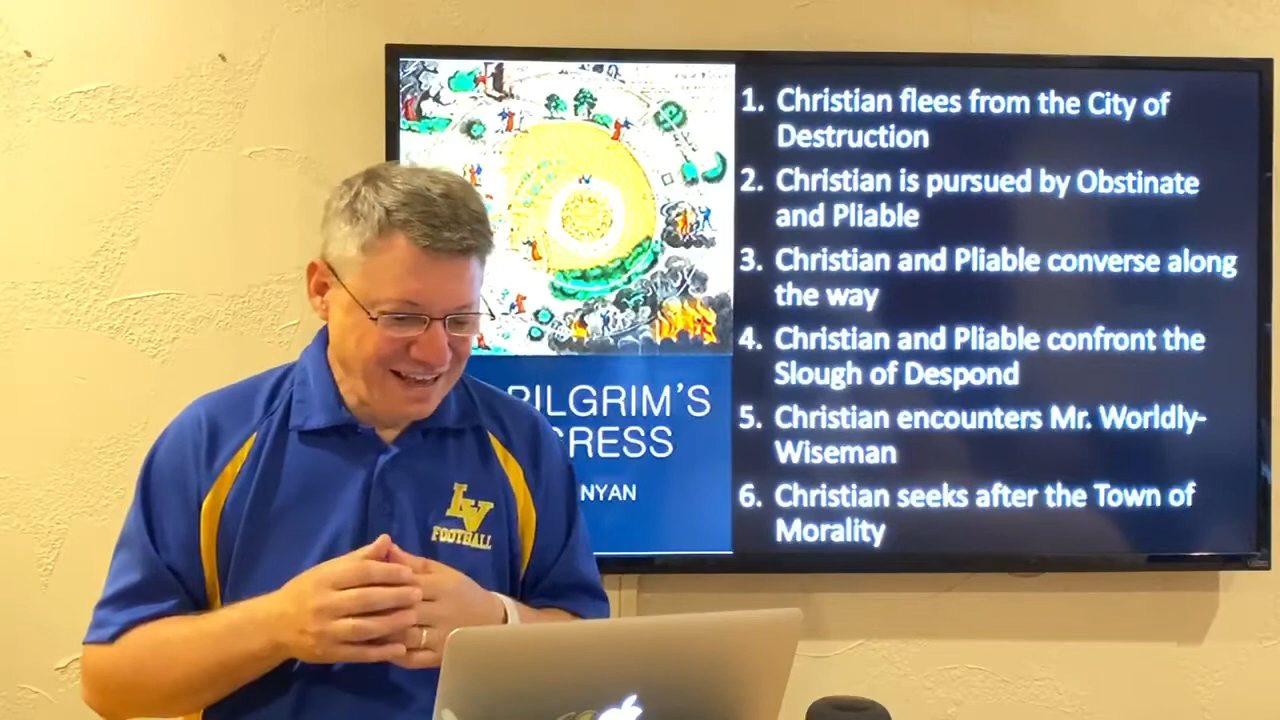 1. Christian flees from the City of
Destruction
2. Christian is pursued by Obstinate
and Pliable
3. Christian and Pliable converse along
the way
4. Christian and Pliable confront the
Slough of Despond
5. Christian encounters Mr. Worldly-
Wiseman
6. Christian seeks after the Town of
Morality
PILGRIM'S
GRESS
NYAN
LV
FOOTBALL